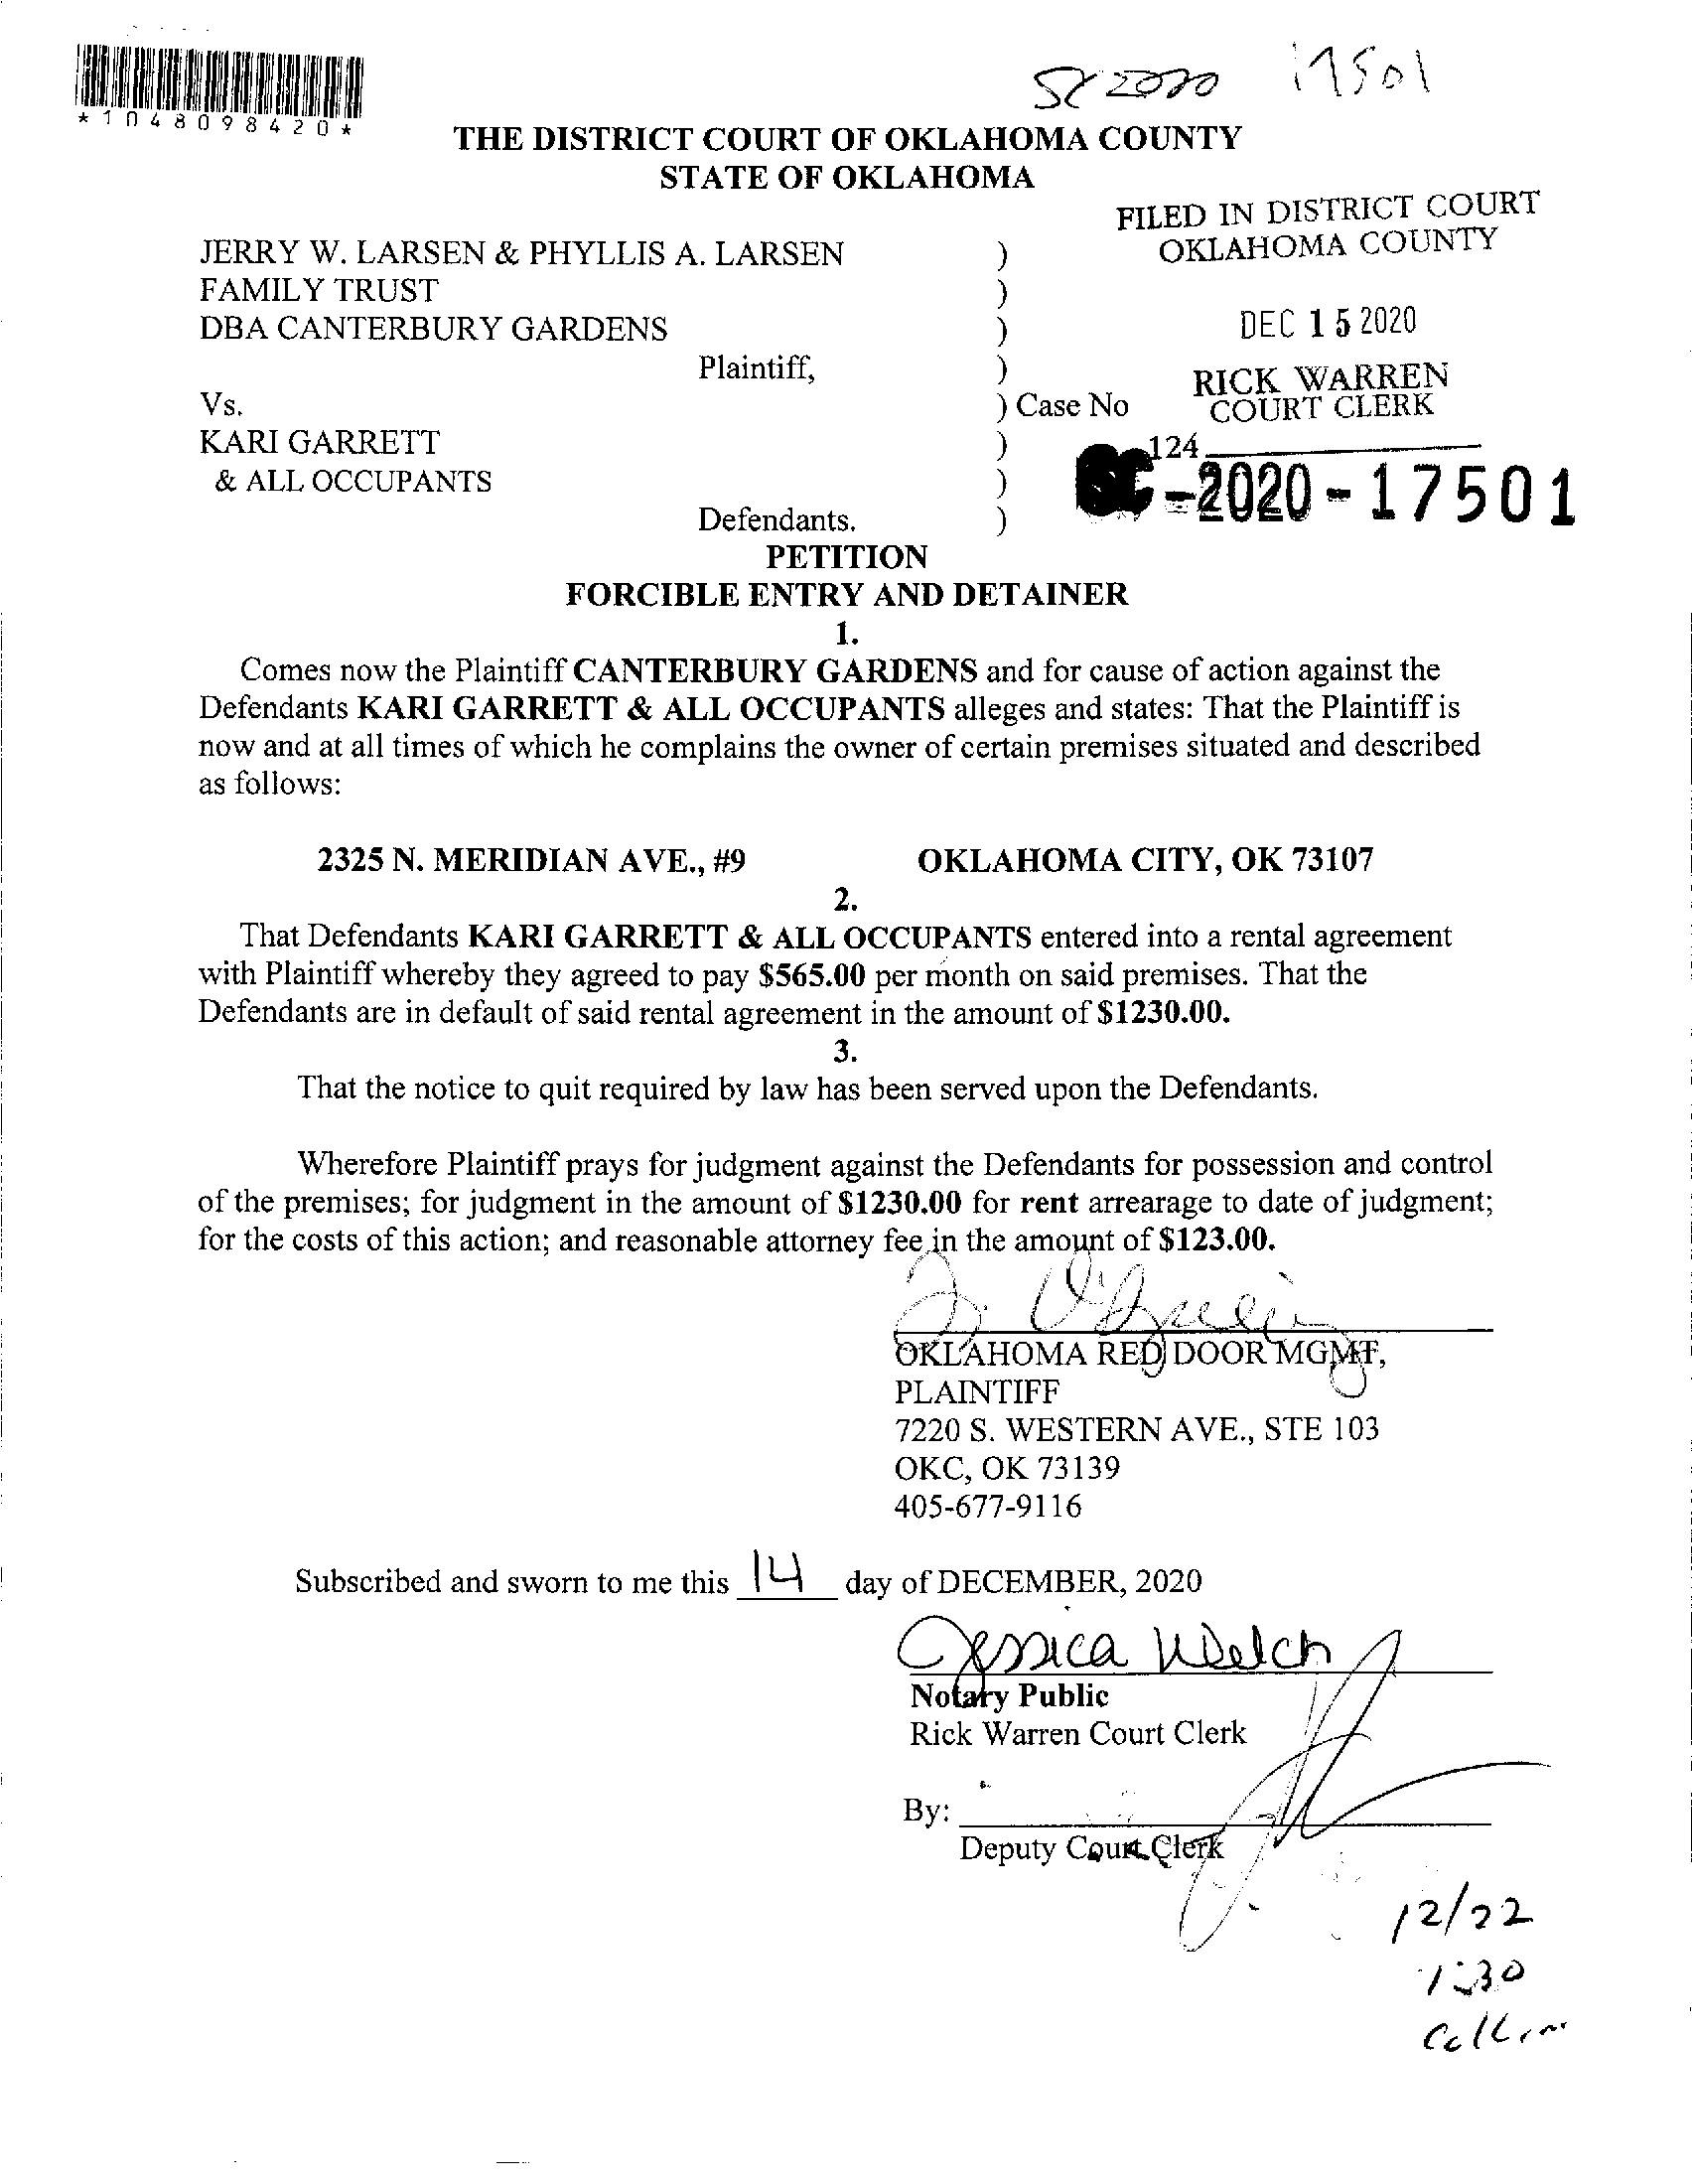 SC 2020 17501
*1048098420*
THE DISTRICT COURT OF OKLAHOMA COUNTY
STATE OF OKLAHOMA
FILED IN DISTRICT COURT
OKLAHOMA COUNTY
JERRY W. LARSEN & PHYLLIS A. LARSEN )
FAMILY TRUST )
DBA CANTERBURY GARDENS )
DEC 15 2020
Plaintiff, )
RICK WARREN
COURT CLERK
Vs. ) Case No
KARI GARRETT )
124
& ALL OCCUPANTS )
SC-2020-17501
Defendants. )
PETITION
FORCIBLE ENTRY AND DETAINER
1.
Comes now the Plaintiff CANTERBURY GARDENS and for cause of action against the
Defendants KARI GARRETT & ALL OCCUPANTS alleges and states: That the Plaintiff is
now and at all times of which he complains the owner of certain premises situated and described
as follows:
2325 N. MERIDIAN AVE., #9 OKLAHOMA CITY, OK 73107
2.
That Defendants KARI GARRETT & ALL OCCUPANTS entered into a rental agreement
with Plaintiff whereby they agreed to pay $565.00 per month on said premises. That the
Defendants are in default of said rental agreement in the amount of $1230.00.
3.
That the notice to quit required by law has been served upon the Defendants.
Wherefore Plaintiff prays for judgment against the Defendants for possession and control
of the premises; for judgment in the amount of $1230.00 for rent arrearage to date of judgment;
for the costs of this action; and reasonable attorney fee in the amount of $123.00.
OKLAHOMA RED DOOR MGMT,
PLAINTIFF
7220 S. WESTERN AVE., STE 103
OKC, OK 73139
405-677-9116
Subscribed and sworn to me this 14 day of DECEMBER, 2020
Jessica Welch
Notary Public
Rick Warren Court Clerk
By:
Deputy Court Clerk
12/22
1:30